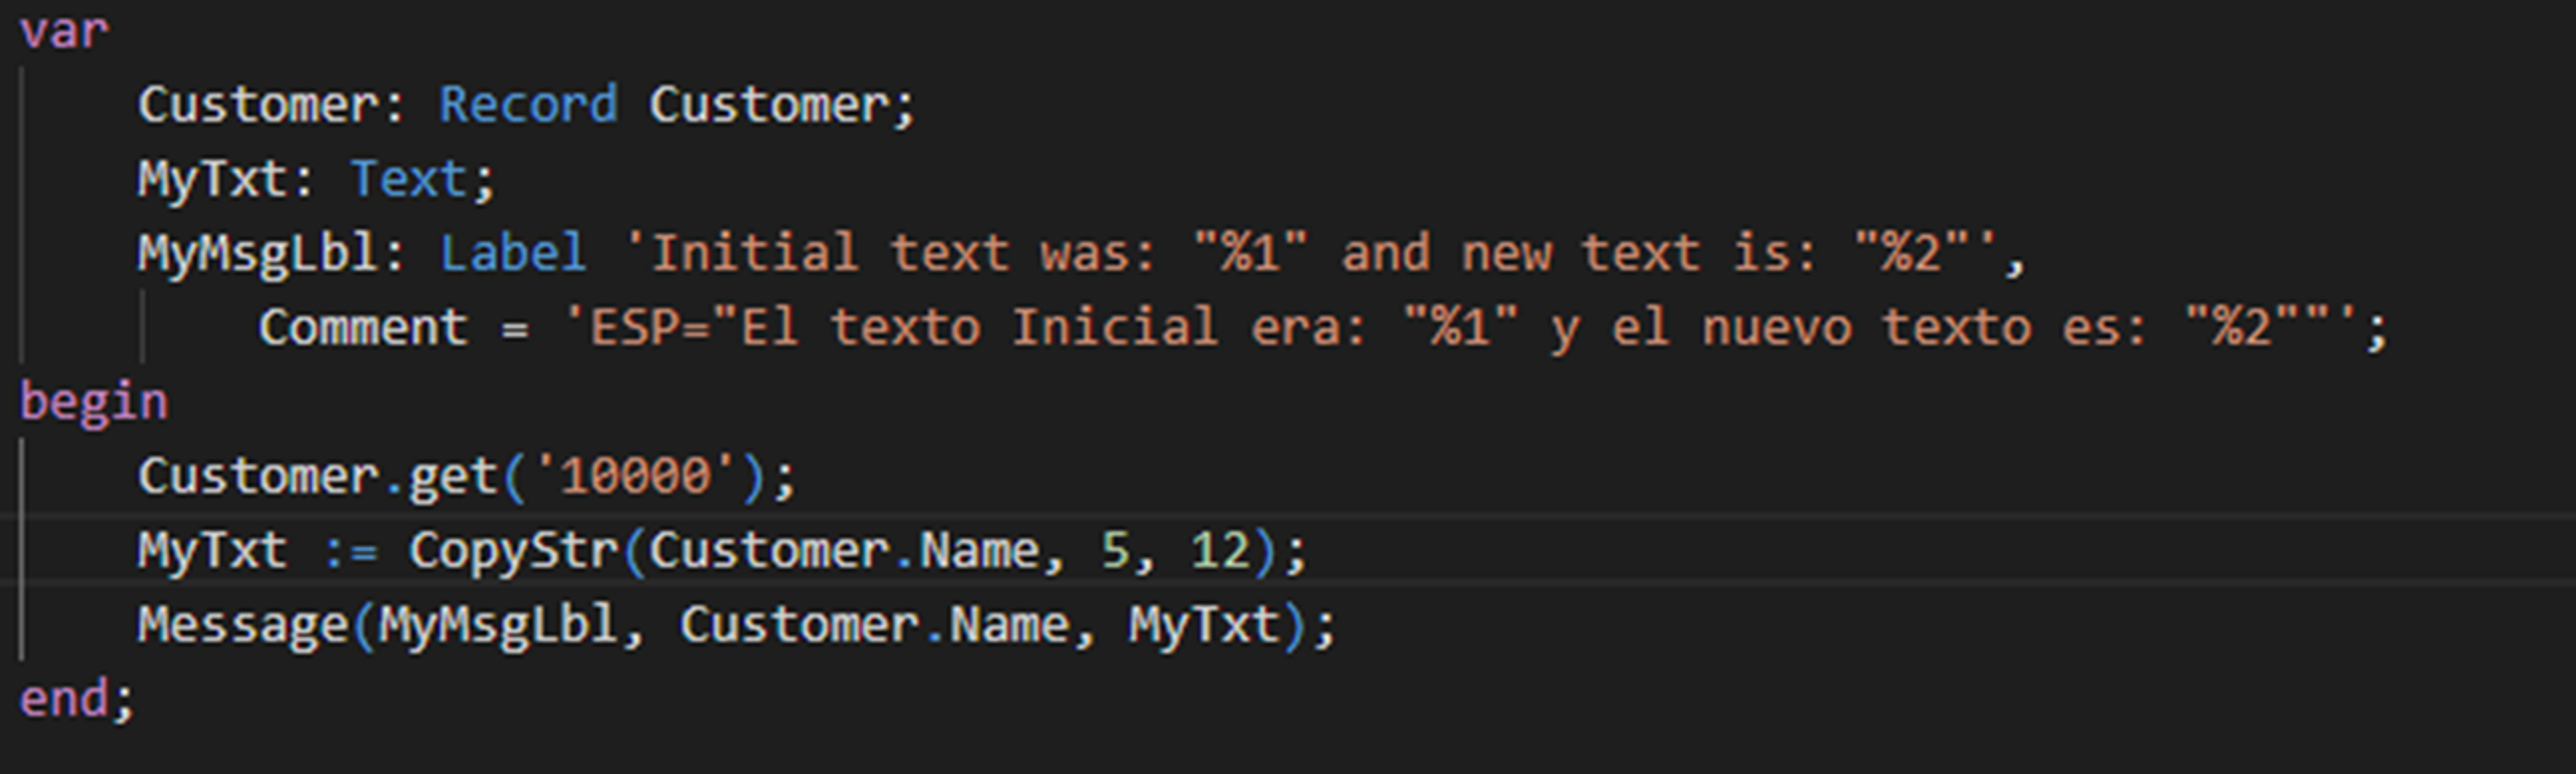 var
Customer: Record Customer;
MyTxt: Text;
MyMsgLbl: Label 'Initial text was: "%1" and new text is: "%2"',
Comment = 'ESP="El texto Inicial era: "%1" y el nuevo texto es: "%2""';
begin
Customer.get('10000');
MyTxt := CopyStr(Customer.Name, 5, 12);
Message(MyMsgLbl, Customer.Name, MyTxt);
end;